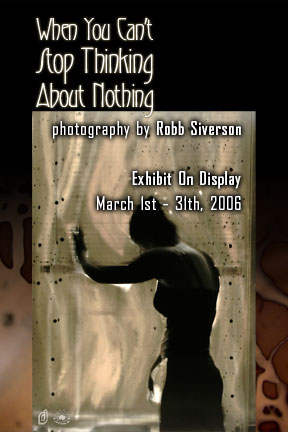 When You Can't
Stop Thinking
About Nothing
photography by Robb Siverson
Exhibit On Display
March 1st - 31th, 2006